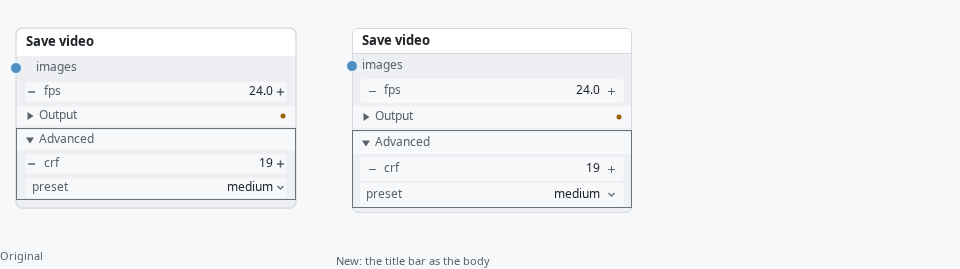 Save video
images
fps 24.0
Output
Advanced
crf 19
preset medium
Original
Save video
images
fps 24.0
Output
Advanced
crf 19
preset medium
New: the title bar as the body